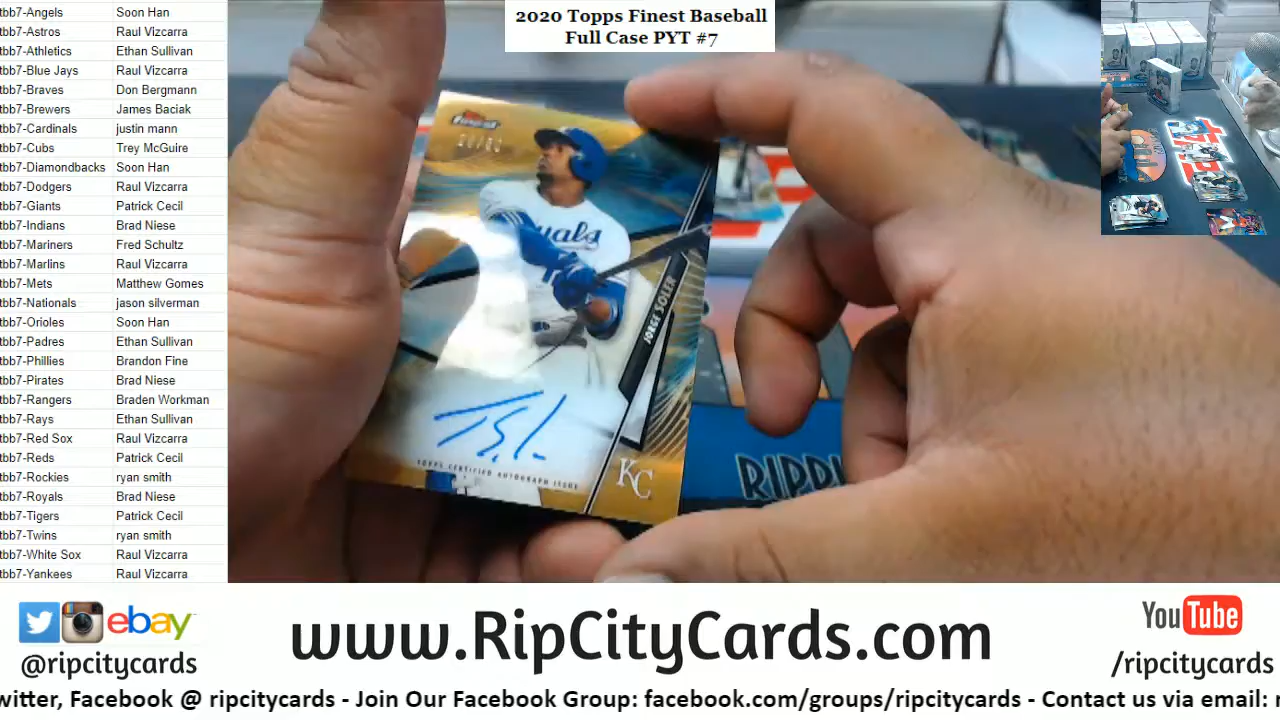 tbb7-Angels Soon Han
tbb7-Astros Raul Vizcarra
tbb7-Athletics Ethan Sullivan
tbb7-Blue Jays Raul Vizcarra
tbb7-Braves Don Bergmann
tbb7-Brewers James Baciak
tbb7-Cardinals justin mann
tbb7-Cubs Trey McGuire
tbb7-Diamondbacks Soon Han
tbb7-Dodgers Raul Vizcarra
tbb7-Giants Patrick Cecil
tbb7-Indians Brad Niese
tbb7-Mariners Fred Schultz
tbb7-Marlins Raul Vizcarra
tbb7-Mets Matthew Gomes
tbb7-Nationals jason silverman
tbb7-Orioles Soon Han
tbb7-Padres Ethan Sullivan
tbb7-Phillies Brandon Fine
tbb7-Pirates Brad Niese
tbb7-Rangers Braden Workman
tbb7-Rays Ethan Sullivan
tbb7-Red Sox Raul Vizcarra
tbb7-Reds Patrick Cecil
tbb7-Rockies ryan smith
tbb7-Royals Brad Niese
tbb7-Tigers Patrick Cecil
tbb7-Twins ryan smith
tbb7-White Sox Raul Vizcarra
tbb7-Yankees Raul Vizcarra
2020 Topps Finest Baseball
Full Case PYT #7
Finest
yals
JORGE SOLER
TOPPS CERTIFIED AUTOGRAPH ISSUE
KC
RIPPI
ebay
@ripcitycards
www.RipCityCards.com
YouTube
/ripcitycards
witter, Facebook @ ripcitycards - Join Our Facebook Group: facebook.com/groups/ripcitycards - Contact us via email: r